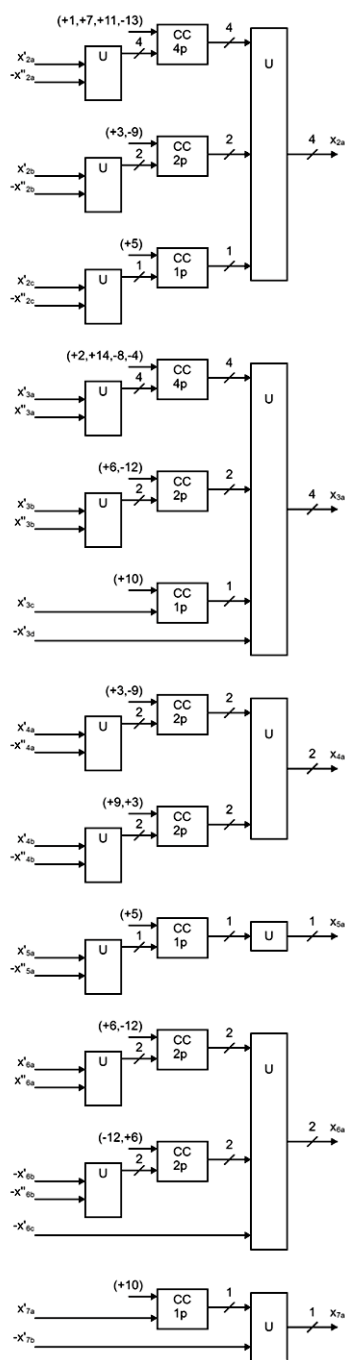 (+1,+7,+11,-13)
4
CC
4p
4
U
x'2a
-x''2a
U
4
x2a
(+3,-9)
2
CC
2p
2
x'2b
-x''2b
U
(+5)
1
CC
1p
1
x'2c
-x''2c
U
(+2,+14,-8,-4)
4
CC
4p
4
U
x'3a
x''3a
U
4
x3a
(+6,-12)
2
CC
2p
2
x'3b
x''3b
U
(+10)
CC
1p
1
x'3c
-x'3d
(+3,-9)
2
CC
2p
2
U
x'4a
-x''4a
U
2
x4a
(+9,+3)
2
CC
2p
2
x'4b
-x''4b
U
(+5)
1
CC
1p
1
U
1
x5a
x'5a
-x''5a
U
(+6,-12)
2
CC
2p
2
U
x'6a
x''6a
U
2
x6a
(-12,+6)
2
CC
2p
2
-x'6b
-x''6b
U
-x'6c
(+10)
CC
1p
1
U
1
x7a
x'7a
-x'7b